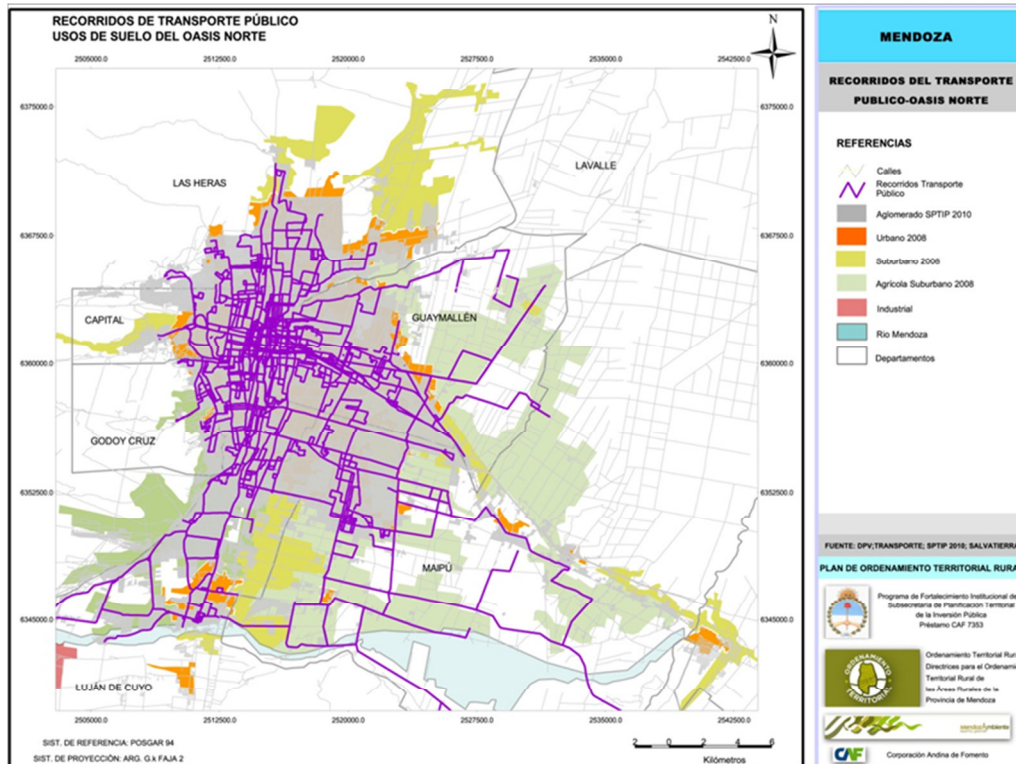 RECORRIDOS DE TRANSPORTE PÚBLICO
USOS DE SUELO DEL OASIS NORTE
N
2505000.0
2512500.0
2520000.0
2527500.0
2535000.0
2542500.0
6375000.0
6375000.0
LAVALLE
LAS HERAS
6367500.0
6367500.0
CAPITAL
GUAYMALLÉN
6360000.0
6360000.0
GODOY CRUZ
6352500.0
6352500.0
MAIPÚ
6345000.0
6345000.0
LUJÁN DE CUYO
2505000.0
2512500.0
2520000.0
2527500.0
2535000.0
2542500.0
SIST. DE REFERENCIA: POSGAR 94
SIST. DE PROYECCIÓN: ARG. G.k FAJA 2
2 0 2 4 6
Kilómetros
MENDOZA
RECORRIDOS DEL TRANSPORTE
PUBLICO-OASIS NORTE
REFERENCIAS
Calles
Recorridos Transporte
Público
Aglomerado SPTIP 2010
Urbano 2008
Suburbano 2008
Agrícola Suburbano 2008
Industrial
Rio Mendoza
Departamentos
FUENTE: DPV;TRANSPORTE; SPTIP 2010; SALVATIERRA
PLAN DE ORDENAMIENTO TERRITORIAL RURA
Programa de Fortalecimiento Institucional de
Subsecretaria de Planificación Territorial
de la Inversión Pública
Préstamo CAF 7353
ORDENAMIENTO
TERRITORIAL
Ordenamiento Territorial Rur
Directrices para el Ordenamie
Territorial Rural de
las Áreas Rurales de la
Provincia de Mendoza
CAF
Corporación Andina de Fomento